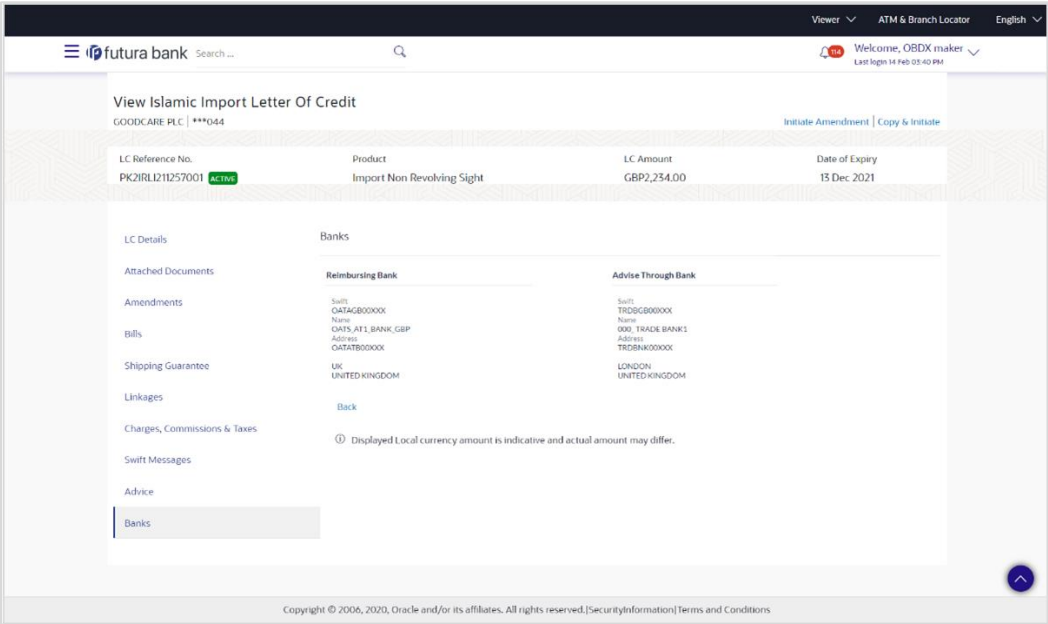 Viewer ATM & Branch Locator English
futura bank Search ... 114 Welcome, OBDX maker
Last login 14 Feb 03:40 PM
View Islamic Import Letter Of Credit
GOODCARE PLC | ***044 Initiate Amendment | Copy & Initiate
LC Reference No. Product LC Amount Date of Expiry
PK2IRLI211257001 ACTIVE Import Non Revolving Sight GBP2,234.00 13 Dec 2021
LC Details
Attached Documents
Amendments
Bills
Shipping Guarantee
Linkages
Charges, Commissions & Taxes
Swift Messages
Advice
Banks
Banks
Reimbursing Bank
Swift
OATAGB00XXX
Name
OATS_AT1_BANK_GBP
Address
OATATB00XXX
UK
UNITED KINGDOM
Advise Through Bank
Swift
TRDBGB00XXX
Name
000_ TRADE BANK1
Address
TRDBNK00XXX
LONDON
UNITED KINGDOM
Back
Displayed Local currency amount is indicative and actual amount may differ.
Copyright © 2006, 2020, Oracle and/or its affiliates. All rights reserved.|SecurityInformation|Terms and Conditions